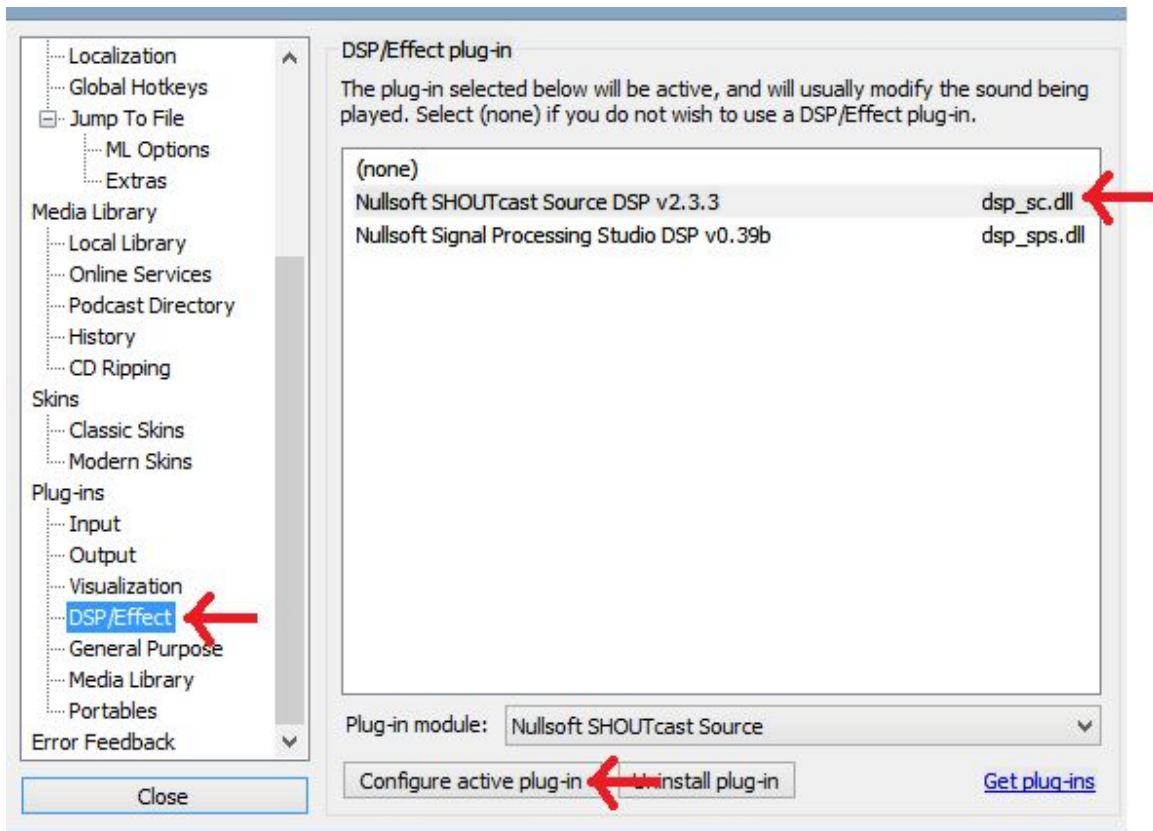 Localization
Global Hotkeys
Jump To File
ML Options
Extras
Media Library
Local Library
Online Services
Podcast Directory
History
CD Ripping
Skins
Classic Skins
Modern Skins
Plug-ins
Input
Output
Visualization
DSP/Effect
General Purpose
Media Library
Portables
Error Feedback
Close
DSP/Effect plug-in
The plug-in selected below will be active, and will usually modify the sound being
played. Select (none) if you do not wish to use a DSP/Effect plug-in.
(none)
Nullsoft SHOUTcast Source DSP v2.3.3 dsp_sc.dll
Nullsoft Signal Processing Studio DSP v0.39b dsp_sps.dll
Plug-in module: Nullsoft SHOUTcast Source
Configure active plug-in Uninstall plug-in Get plug-ins